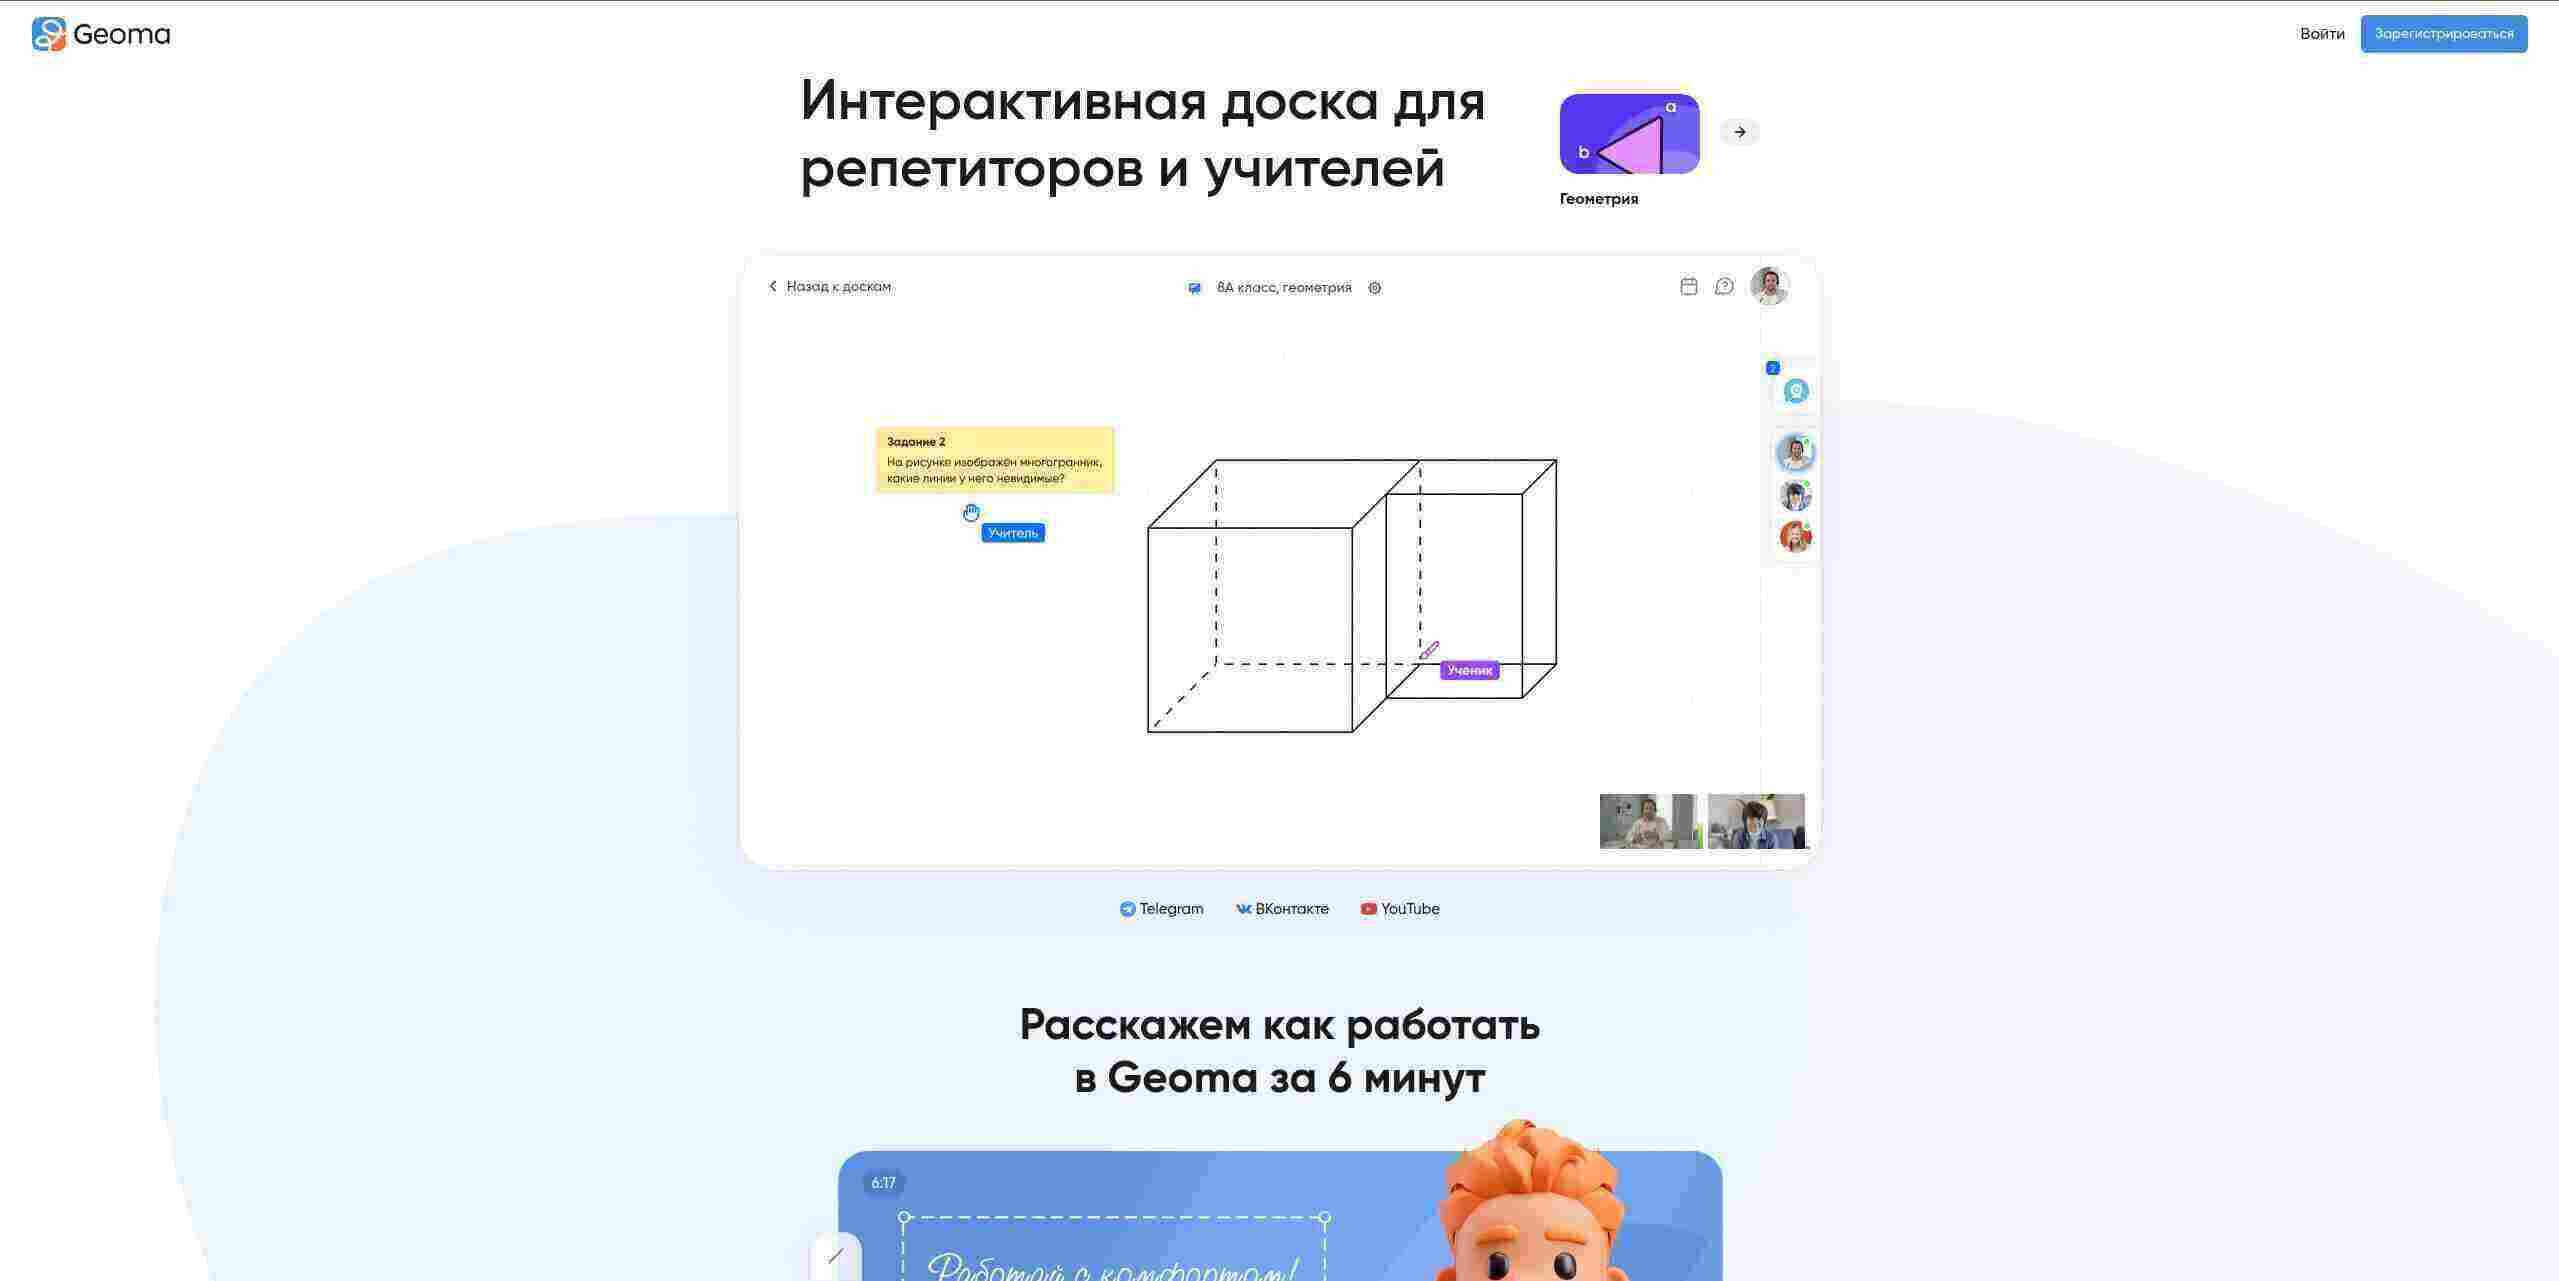 Geoma
Войти
Зарегистрироваться
Интерактивная доска для
репетиторов и учителей
a
b
Геометрия
Назад к доскам
8А класс, геометрия
2
Задание 2
На рисунке изображён многогранник,
какие линии у него невидимые?
Учитель
Ученик
Telegram
ВКонтакте
YouTube
Расскажем как работать
в Geoma за 6 минут
6:17
Работай с комфортом!